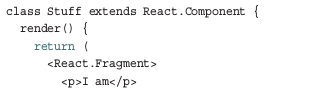 class Stuff extends React.Component {
  render() {
    return (
      <React.Fragment>
        <p>I am</p>